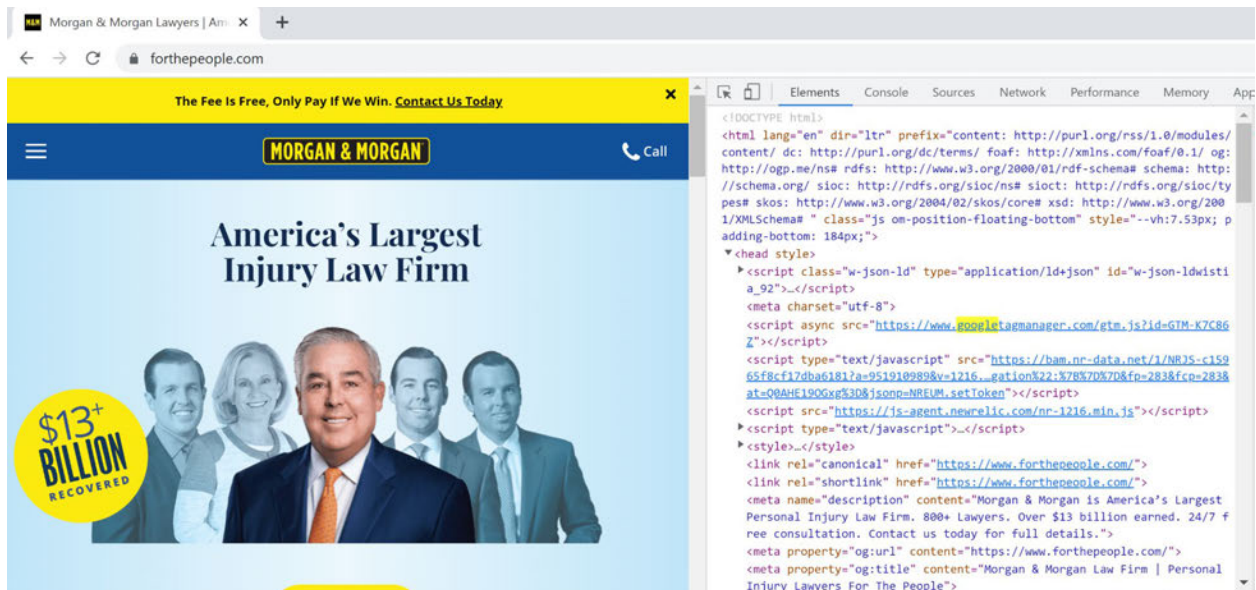 Morgan & Morgan Lawyers | Am
forthepeople.com
The Fee Is Free, Only Pay If We Win. Contact Us Today
MORGAN & MORGAN
Call
America's Largest
Injury Law Firm
$13+
BILLION
RECOVERED
Elements Console Sources Network Performance Memory App
<!DOCTYPE html>
<html lang="en" dir="ltr" prefix="content: http://purl.org/rss/1.0/modules/
content/ dc: http://purl.org/dc/terms/ foaf: http://xmlns.com/foaf/0.1/ og:
http://ogp.me/ns# rdfs: http://www.w3.org/2000/01/rdf-schema# schema: http:
//schema.org/ sioc: http://rdfs.org/sioc/ns# sioct: http://rdfs.org/sioc/ty
pes# skos: http://www.w3.org/2004/02/skos/core# xsd: http://www.w3.org/200
1/XMLSchema# " class="js om-position-floating-bottom" style="--vh:7.53px; p
adding-bottom: 184px;">
<head style>
<script class="w-json-ld" type="application/ld+json" id="w-json-ldwisti
a_92">…</script>
<meta charset="utf-8">
<script async src="https://www.googletagmanager.com/gtm.js?id=GTM-K7C86
Z"></script>
<script type="text/javascript" src="https://bam.nr-data.net/1/NRJS-c159
65f8cf17dba6181?a=951910989&v=1216.…gation%22:%7B%7D%7D&fp=283&fcp=283&
at=Q0AHE19OGxg%3D&jsonp=NREUM.setToken"></script>
<script src="https://js-agent.newrelic.com/nr-1216.min.js"></script>
<script type="text/javascript">…</script>
<style>…</style>
<link rel="canonical" href="https://www.forthepeople.com/">
<link rel="shortlink" href="https://www.forthepeople.com/">
<meta name="description" content="Morgan & Morgan is America's Largest
Personal Injury Law Firm. 800+ Lawyers. Over $13 billion earned. 24/7 f
ree consultation. Contact us today for full details.">
<meta property="og:url" content="https://www.forthepeople.com/">
<meta property="og:title" content="Morgan & Morgan Law Firm | Personal
Injury Lawyers For The People">